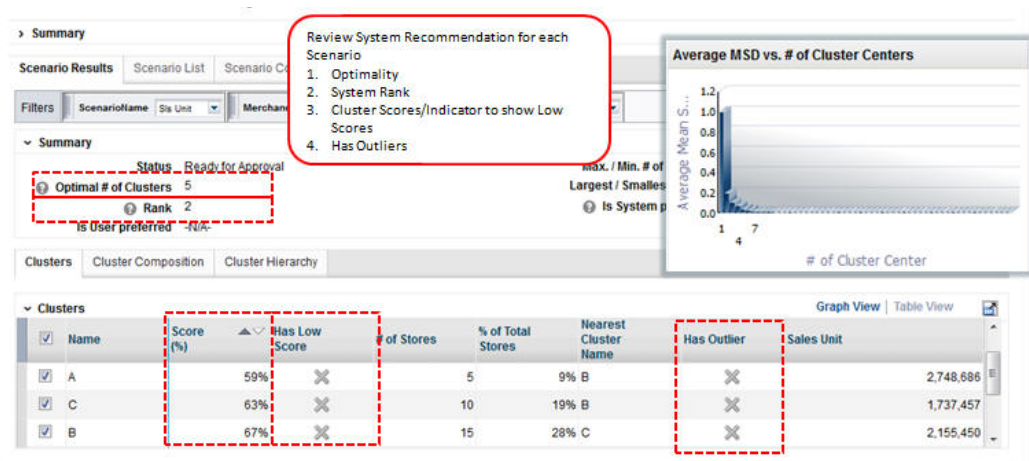 Summary
Review System Recommendation for each
Scenario
1. Optimality
2. System Rank
3. Cluster Scores/Indicator to show Low
Scores
4. Has Outliers
Scenario Results Scenario List Scenario Co
Filters ScenarioName Sls Unit Merchan
Summary
Status Ready for Approval
Optimal # of Clusters 5
Rank 2
Is User preferred -N/A-
Max. / Min. # of
Largest / Smalles
Is System p
Average MSD vs. # of Cluster Centers
Average Mean S...
1.2
1.0
0.8
0.6
0.4
0.2
0.0
1 7
4
# of Cluster Center
Clusters Cluster Composition Cluster Hierarchy
Clusters Graph View Table View
Name Score (%) Has Low Score # of Stores % of Total Stores Nearest Cluster Name Has Outlier Sales Unit
A 59% 5 9% B 2,748,686
C 63% 10 19% B 1,737,457
B 67% 15 28% C 2,155,450